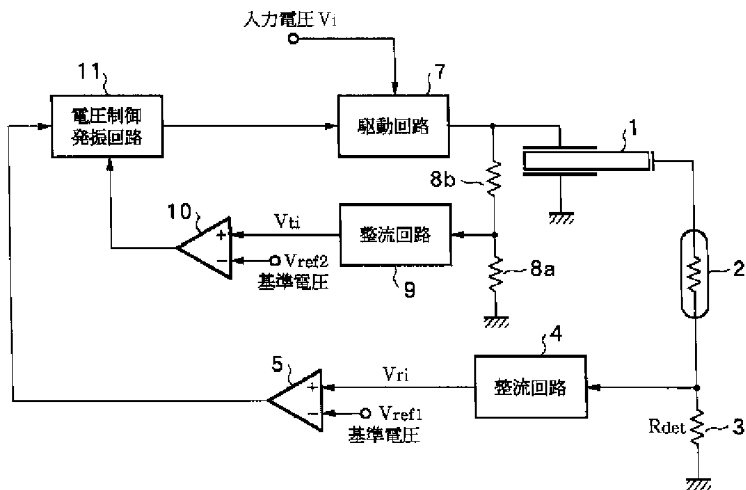 入力電圧 Vi
11
7
電圧制御
発振回路
駆動回路
1
8b
10
Vti
整流回路
Vref2
基準電圧
9
8a
2
4
5
Vri
整流回路
Vref1
基準電圧
Rdet
3
+
−
+
−